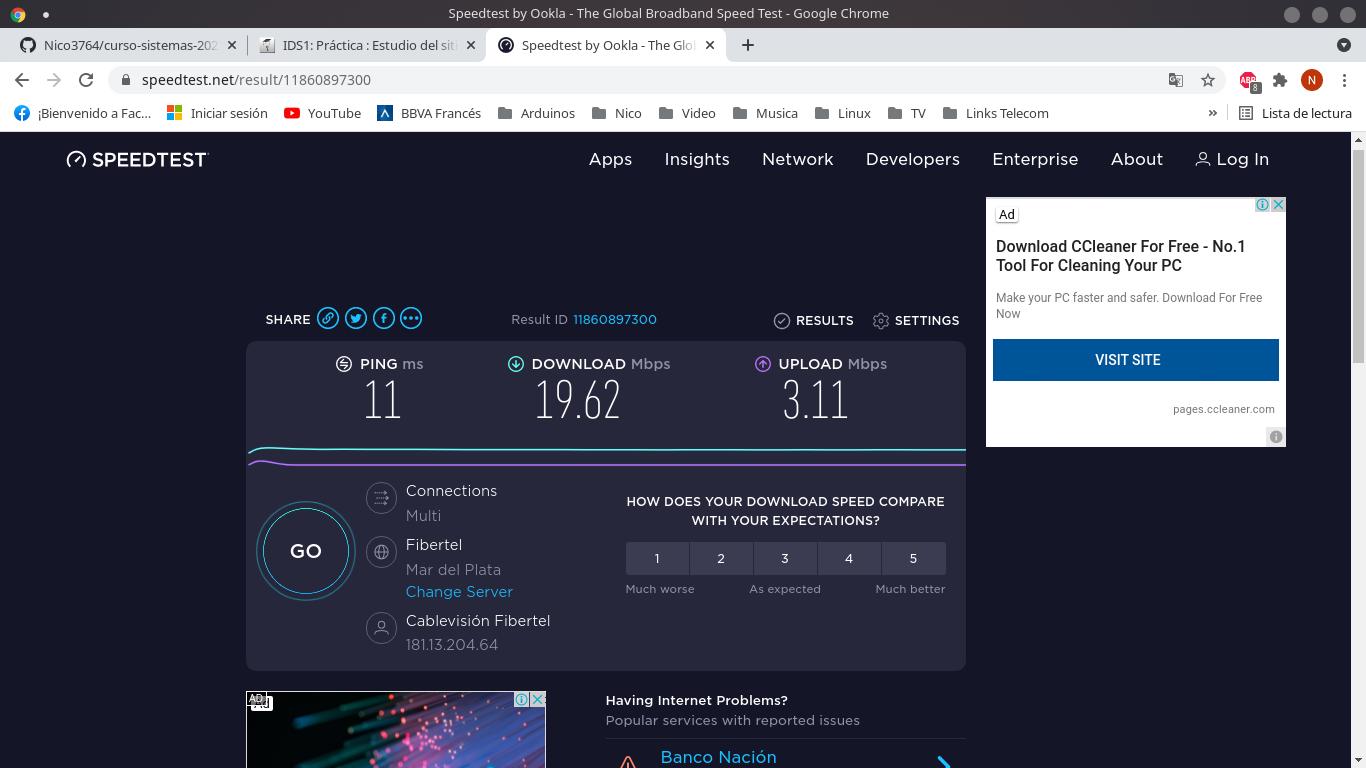 Speedtest by Ookla - The Global Broadband Speed Test - Google Chrome
Nico3764/curso-sistemas-202
IDS1: Práctica : Estudio del siti
Speedtest by Ookla - The Glob
speedtest.net/result/11860897300
ABP
8
N
¡Bienvenido a Fac...
Iniciar sesión
YouTube
BBVA Francés
Arduinos
Nico
Video
Musica
Linux
TV
Links Telecom
»
Lista de lectura
SPEEDTEST
Apps
Insights
Network
Developers
Enterprise
About
Log In
Ad
Download CCleaner For Free - No.1
Tool For Cleaning Your PC
Make your PC faster and safer. Download For Free
Now
VISIT SITE
pages.ccleaner.com
SHARE
Result ID 11860897300
RESULTS
SETTINGS
PING ms
11
DOWNLOAD Mbps
19.62
UPLOAD Mbps
3.11
GO
Connections
Multi
Fibertel
Mar del Plata
Change Server
Cablevisión Fibertel
181.13.204.64
HOW DOES YOUR DOWNLOAD SPEED COMPARE
WITH YOUR EXPECTATIONS?
1 2 3 4 5
Much worse As expected Much better
AD
Ad
Having Internet Problems?
Popular services with reported issues
Banco Nación